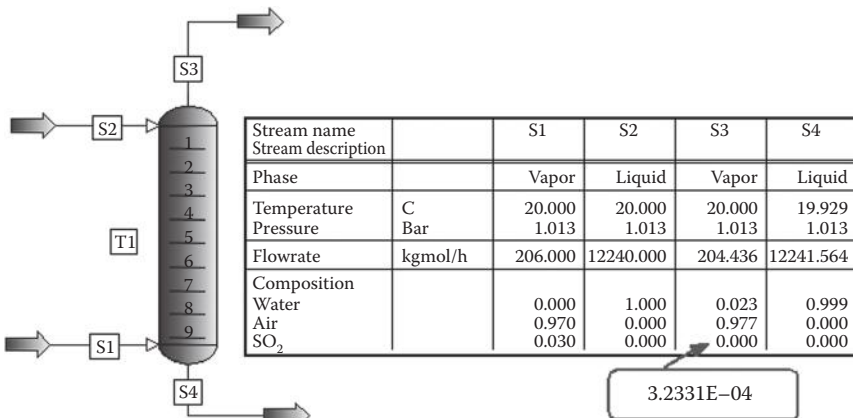 S3
S2
1
2
3
4
5
6
7
8
9
T1
S1
S4
Stream name S1 S2 S3 S4
Stream description
Phase Vapor Liquid Vapor Liquid
Temperature C 20.000 20.000 20.000 19.929
Pressure Bar 1.013 1.013 1.013 1.013
Flowrate kgmol/h 206.000 12240.000 204.436 12241.564
Composition
Water 0.000 1.000 0.023 0.999
Air 0.970 0.000 0.977 0.000
SO₂ 0.030 0.000 0.000 0.000
3.2331E–04